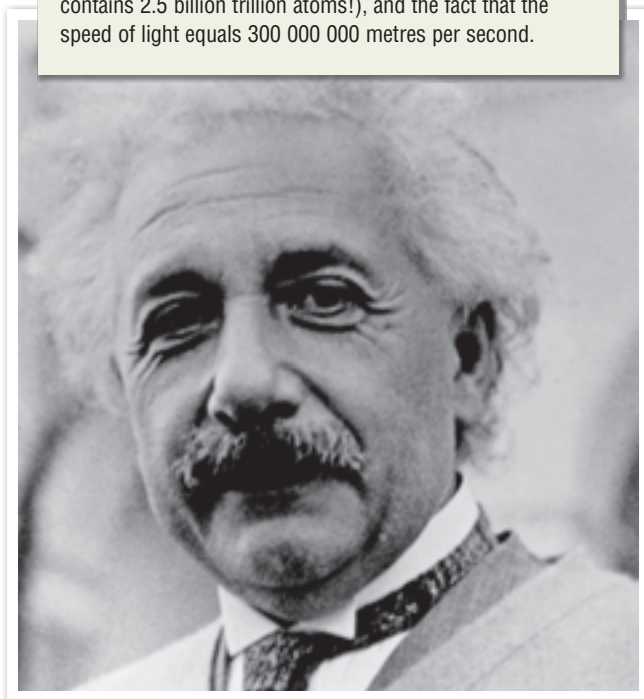 contains 2.5 billion trillion atoms!), and the fact that the
speed of light equals 300 000 000 metres per second.